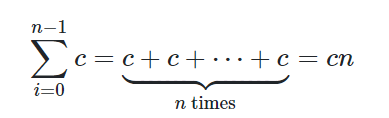 n−1
∑ c = c + c + ⋯ + c = cn
i=0
n times